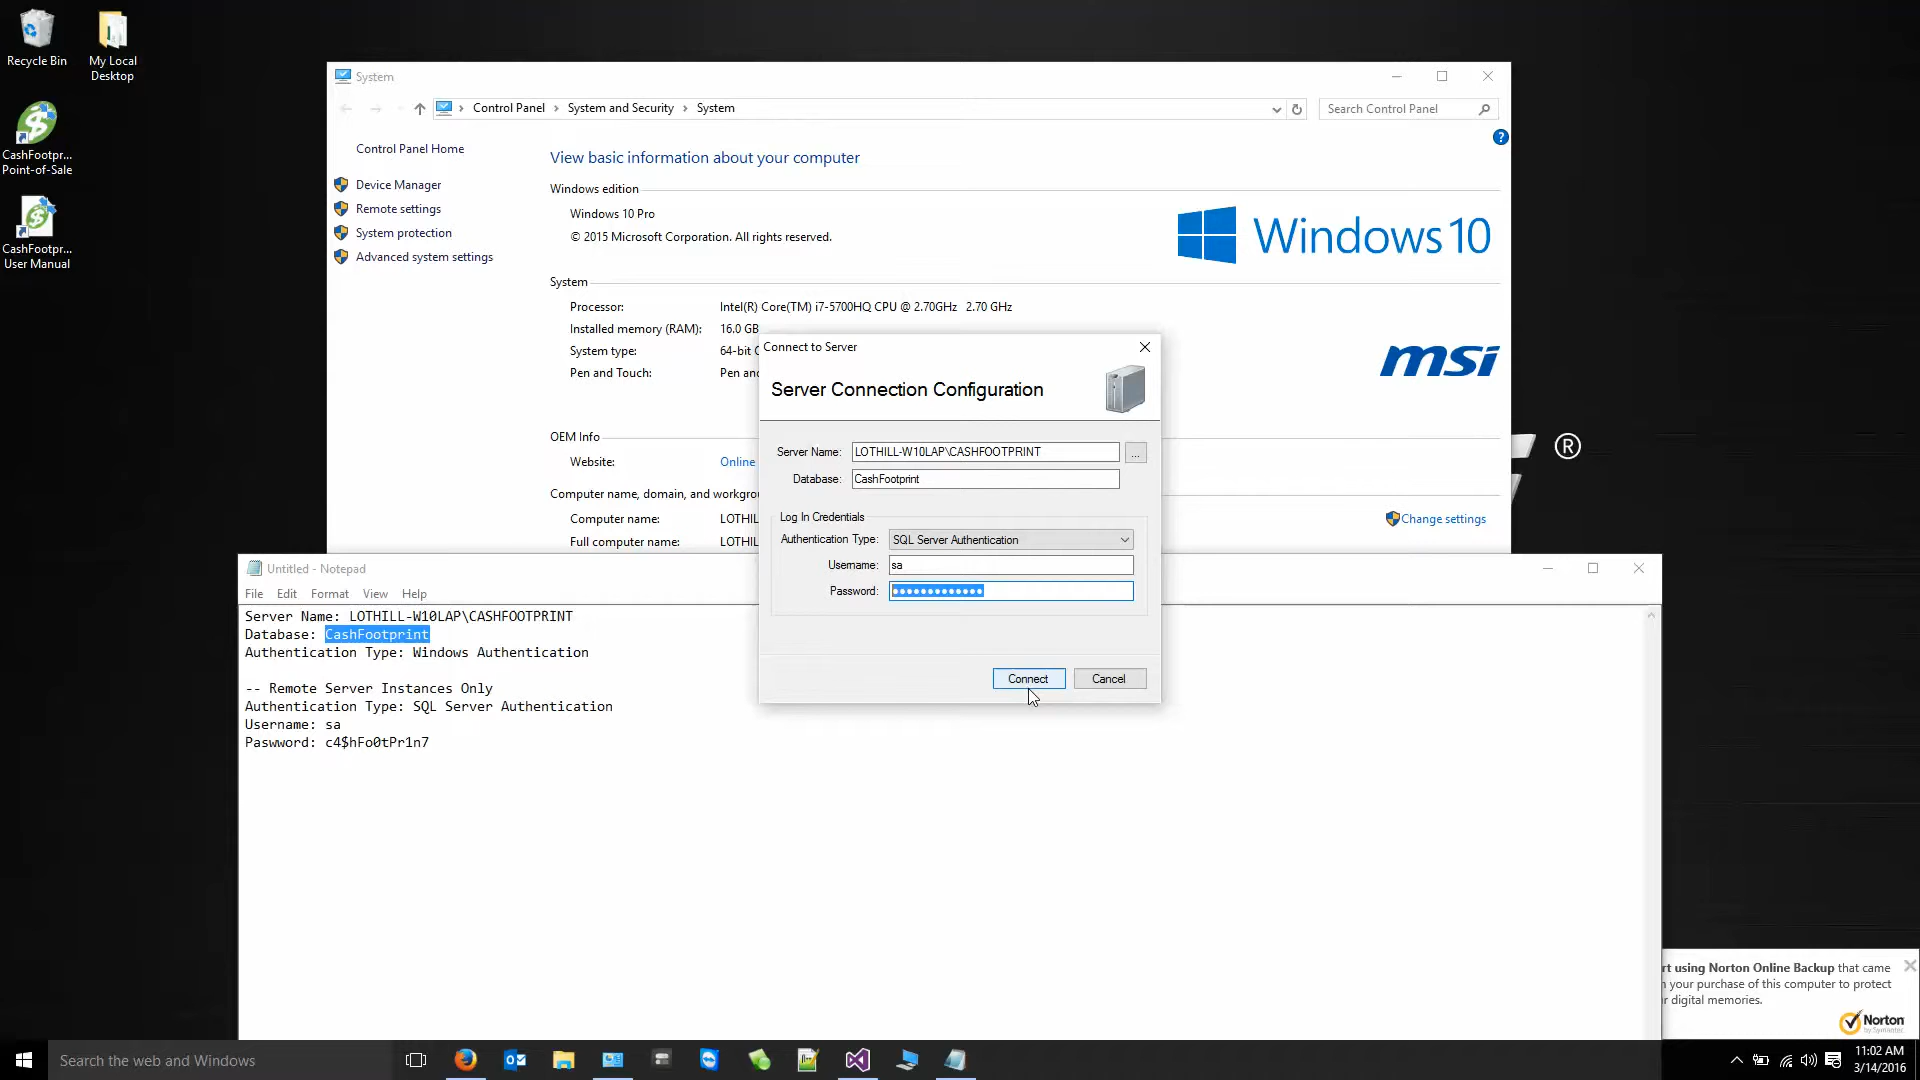 Recycle Bin
My Local
Desktop
CashFootpr...
Point-of-Sale
CashFootpr...
User Manual
System
Control Panel > System and Security > System
Search Control Panel
Control Panel Home
Device Manager
Remote settings
System protection
Advanced system settings
View basic information about your computer
Windows edition
Windows 10 Pro
© 2015 Microsoft Corporation. All rights reserved.
Windows 10
System
Processor: Intel(R) Core(TM) i7-5700HQ CPU @ 2.70GHz 2.70 GHz
Installed memory (RAM): 16.0 GB
System type: 64-bit
Pen and Touch: Pen and
msi
OEM Info
Website: Online
Computer name, domain, and workgro
Computer name: LOTHIL
Full computer name: LOTHIL
Change settings
®
Connect to Server
Server Connection Configuration
Server Name: LOTHILL-W10LAP\CASHFOOTPRINT
...
Database: CashFootprint
Log In Credentials
Authentication Type: SQL Server Authentication
Username: sa
Password: •••••••••••••
Connect
Cancel
Untitled - Notepad
File Edit Format View Help
Server Name: LOTHILL-W10LAP\CASHFOOTPRINT
Database: CashFootprint
Authentication Type: Windows Authentication
-- Remote Server Instances Only
Authentication Type: SQL Server Authentication
Username: sa
Paswword: c4$hFo0tPr1n7
rt using Norton Online Backup that came
your purchase of this computer to protect
r digital memories.
Norton
by Symantec
Search the web and Windows
11:02 AM
3/14/2016